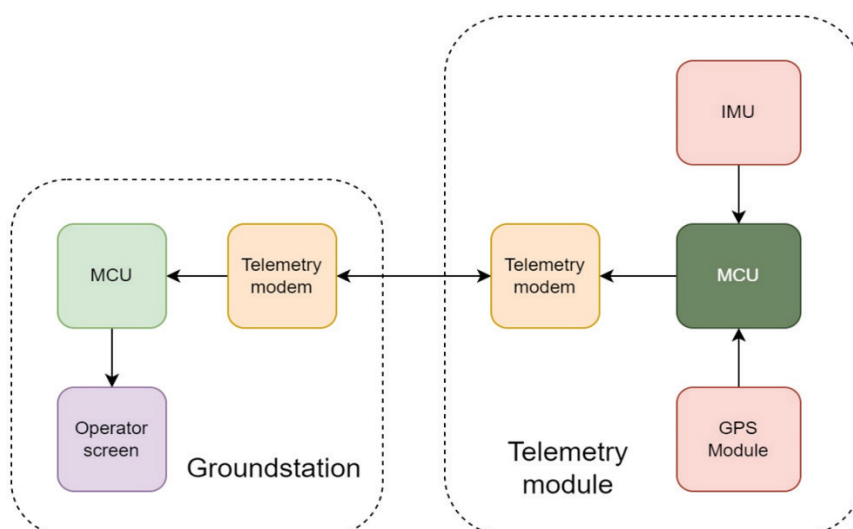 IMU
MCU
Telemetry
modem
Telemetry
modem
MCU
Operator
screen
Groundstation
Telemetry
module
GPS
Module